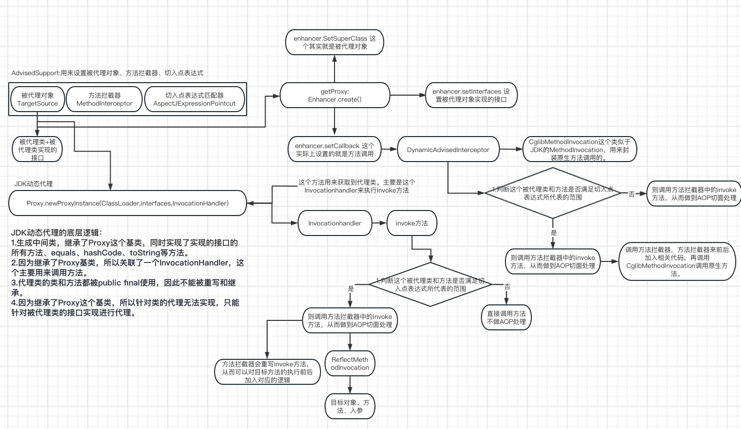 enhancer.SetSuperClass 这
个其实就是被代理对象
AdvisedSupport:用来设置被代理对象、方法拦截器、切入点表达式
被代理对象
TargetSource
方法拦截器
MethodInterceptor
切入点表达式匹配器
AspectJExpressionPointcut
getProxy:
Enhancer.create()
enhancer.setInterfaces 设
置被代理对象实现的接口
被代理类+被
代理类实现的
接口
enhancer.setCallback 这个
实际上设置的就是方法调用
DynamicAdvisedInterceptor
CglibMethodInvocation这个类似于
JDK的MethodInvocation，用来封
装原生方法调用的。
JDK动态代理
Proxy.newProxyInstance(ClassLoader,Interfaces,InvocationHandler)
这个方法用来获取到代理类。主要是这个
InvocationHandler来执行invoke方法
1.判断这个被代理类和方法是否满足切入点
表达式所代表的范围
否
则调用方法拦截器中的invoke
方法，从而做到AOP切面处理
Invocationhandler
invoke方法
是
则调用方法拦截器中的invoke
方法，从而做到AOP切面处理
调用方法拦截器，方法拦截器来前后
加入相关代码，再调用
CglibMethodInvocation调用原生方
法。
JDK动态代理的底层逻辑：
1.生成中间类，继承了Proxy这个基类，同时实现了实现的接口的
所有方法、equals、hashCode、toString等方法。
2.因为继承了Proxy基类，所以关联了一个InvocationHandler，这
个主要用来调用方法。
3.代理类的类和方法都被public final使用，因此不能被重写和继
承。
4.因为继承了Proxy这个基类，所以针对类的代理无法实现，只能
针对被代理类的接口实现进行代理。
1.判断这个被代理类和方法是否满足切
入点表达式所代表的范围
是
否
则调用方法拦截器中的invoke
方法，从而做到AOP切面处理
直接调用方法
不做AOP处理
方法拦截器会重写invoke方法，
从而可以对目标方法的执行前后
加入对应的逻辑
ReflectMeth
odInvocation
目标对象、方
法、入参